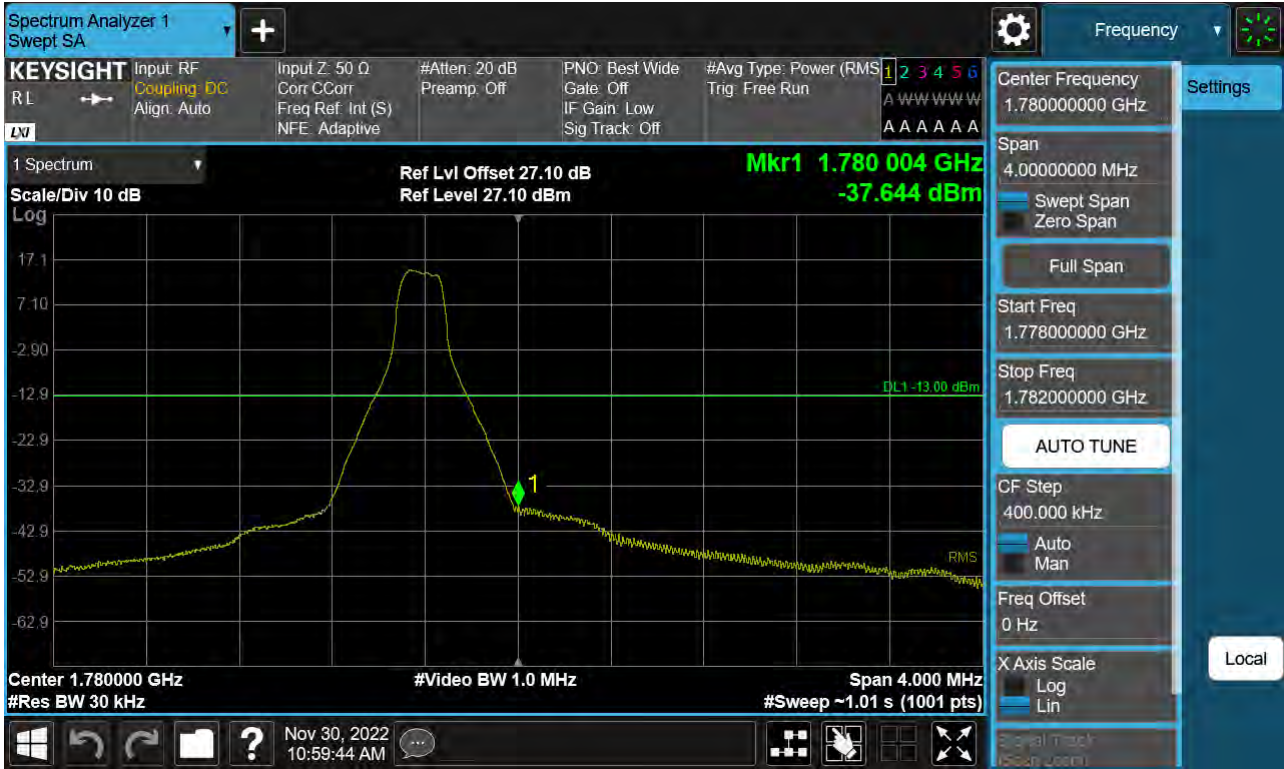 Spectrum Analyzer 1
Swept SA
+
Frequency
KEYSIGHT
RL
LXI
Input: RF
Coupling: DC
Align: Auto
Input Z: 50 Ω
Corr CCorr
Freq Ref: Int (S)
NFE: Adaptive
#Atten: 20 dB
Preamp: Off
PNO: Best Wide
Gate: Off
IF Gain: Low
Sig Track: Off
#Avg Type: Power (RMS
Trig: Free Run
1 2 3 4 5 6
A W W W W W
A A A A A A
1 Spectrum
Scale/Div 10 dB
Log
Ref Lvl Offset 27.10 dB
Ref Level 27.10 dBm
Mkr1 1.780 004 GHz
-37.644 dBm
17.1
7.10
-2.90
-12.9
-22.9
-32.9
-42.9
-52.9
-62.9
DL1 -13.00 dBm
1
RMS
Center 1.780000 GHz
#Video BW 1.0 MHz
Span 4.000 MHz
#Res BW 30 kHz
#Sweep ~1.01 s (1001 pts)
Center Frequency
1.780000000 GHz
Span
4.00000000 MHz
Swept Span
Zero Span
Full Span
Start Freq
1.778000000 GHz
Stop Freq
1.782000000 GHz
AUTO TUNE
CF Step
400.000 kHz
Auto
Man
Freq Offset
0 Hz
X Axis Scale
Log
Lin
Signal Track
(Span Zoom)
Settings
Local
?
Nov 30, 2022
10:59:44 AM